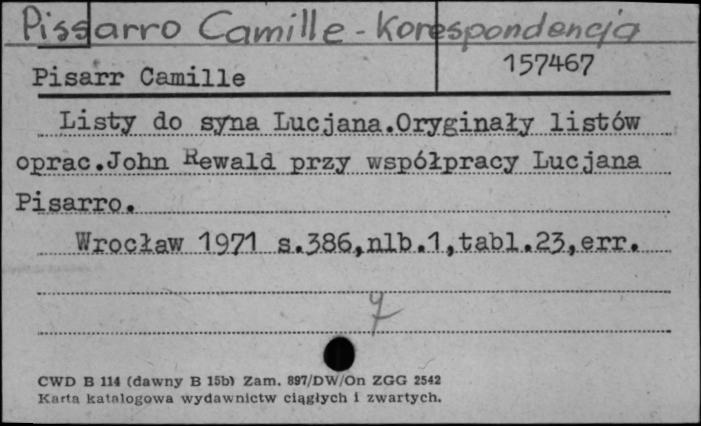 Pissarro Camille - Korespondencja
Pisarr Camille 157467
Listy do syna Lucjana.Oryginały listów
oprac.John Rewald przy współpracy Lucjana
Pisarro.
Wrocław 1971 s.386,nlb.1,tabl.23,err.
CWD B 114 (dawny B 15b) Zam. 897/DW/On ZGG 2542
Karta katalogowa wydawnictw ciągłych i zwartych.